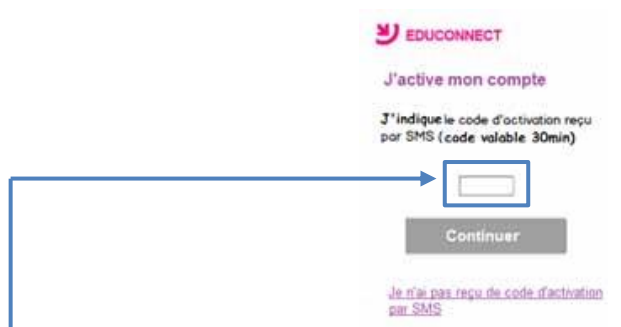 EDUCONNECT
J'active mon compte
J'indique le code d'activation reçu
par SMS (code valable 30min)
Continuer
Je n'ai pas reçu de code d'activation
par SMS